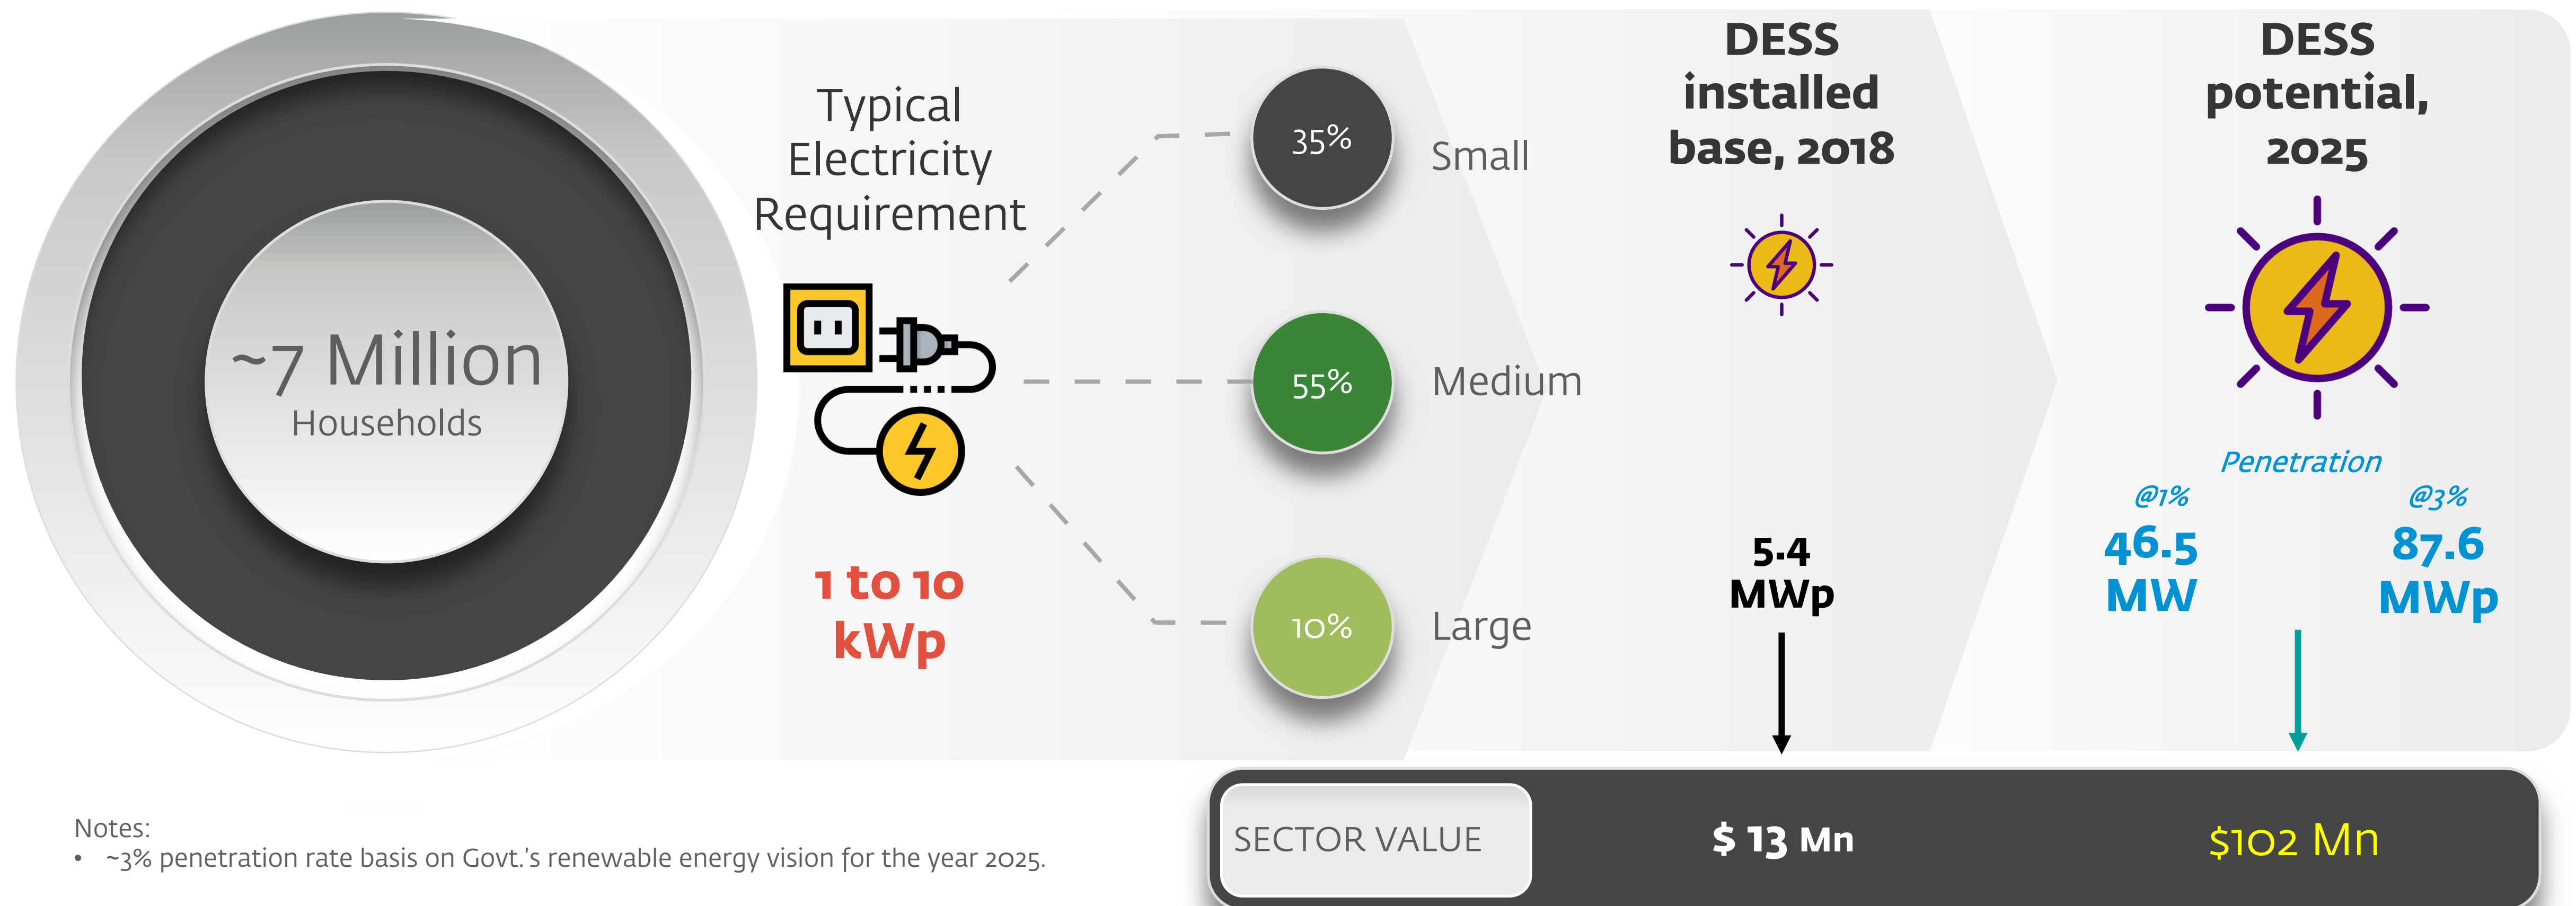 ~7 Million
Households
Typical
Electricity
Requirement
1 to 10
kWp
35%
Small
55%
Medium
10%
Large
DESS
installed
base, 2018
5.4
MWp
DESS
potential,
2025
Penetration
@1%
46.5
MW
@3%
87.6
MWp
SECTOR VALUE
$ 13 Mn
$102 Mn
Notes:
• ~3% penetration rate basis on Govt.'s renewable energy vision for the year 2025.